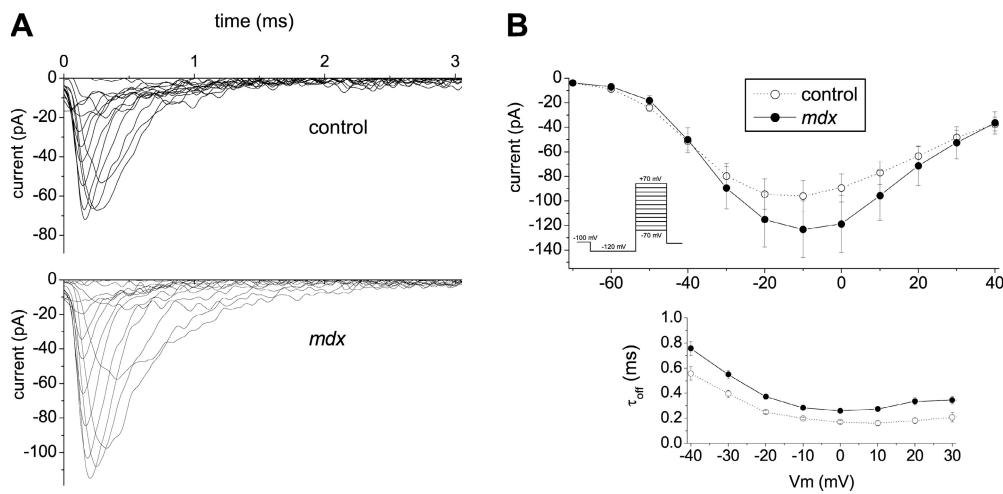 A
time (ms)
0 1 2 3
0
-20
-40
-60
-80
current (pA)
control
0
-20
-40
-60
-80
-100
current (pA)
mdx
B
0
-20
-40
-60
-80
-100
-120
-140
current (pA)
control
mdx
+70 mV
-100 mV
-120 mV
-70 mV
-60 -40 -20 0 20 40
1.0
0.8
0.6
0.4
0.2
0.0
τoff (ms)
-40 -30 -20 -10 0 10 20 30
Vm (mV)